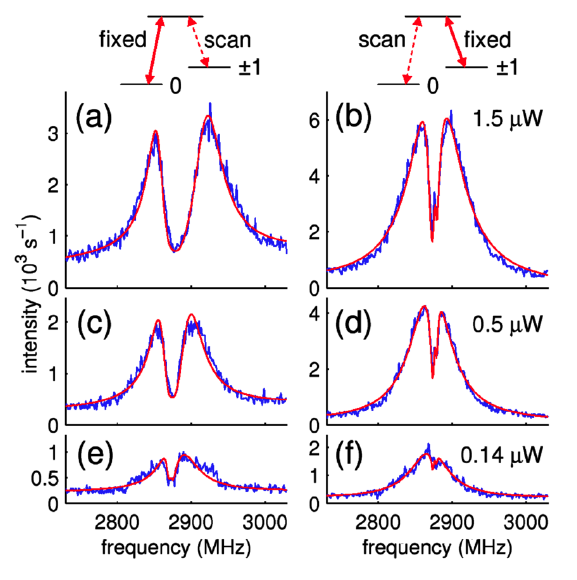 fixed scan scan fixed
±1 ±1
0 0
(a) (b) 1.5 μW
3 6
2 4
1 2
0 0
intensity (10³ s⁻¹)
(c) (d) 0.5 μW
2 4
1 2
0 0
(e) (f) 0.14 μW
1 2
0.5 1
0 0
2800 2900 3000 2800 2900 3000
frequency (MHz) frequency (MHz)